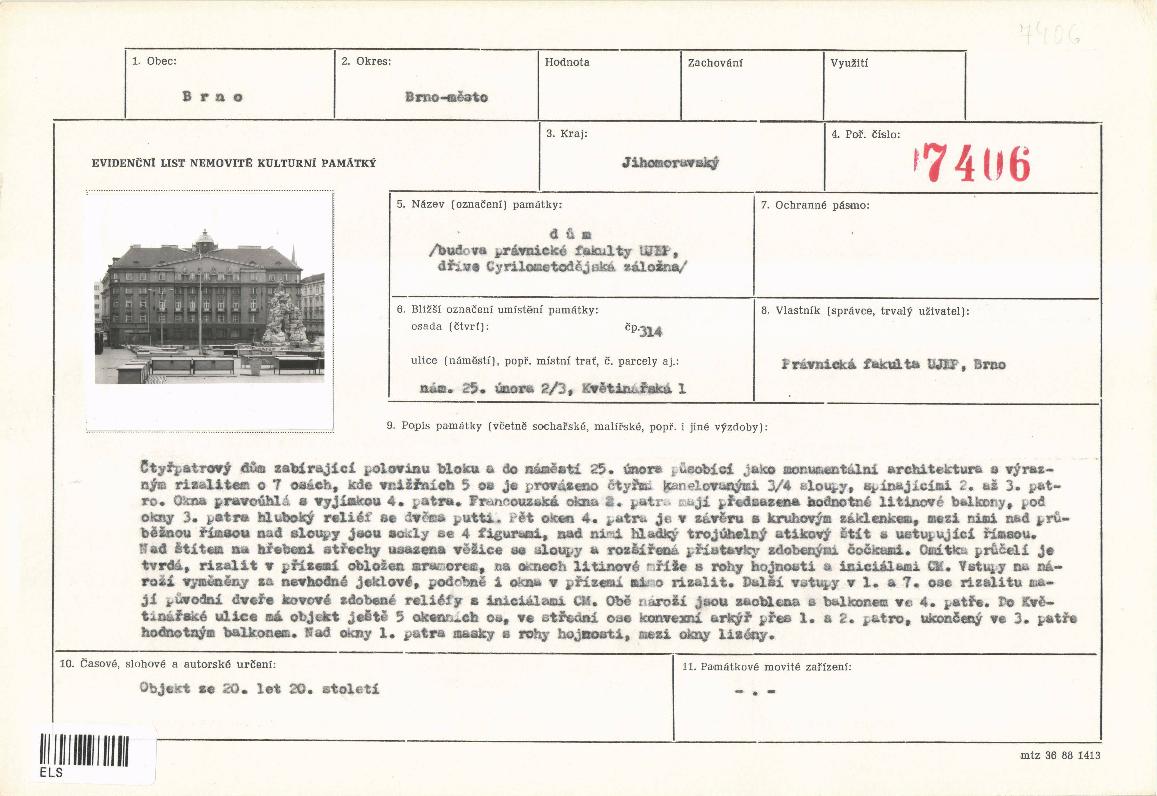 7406
1. Obec:
B r n o
2. Okres:
Brno-město
Hodnota
Zachování
Využití
EVIDENČNÍ LIST NEMOVITÉ KULTURNÍ PAMÁTKY
3. Kraj:
Jihomoravský
4. Poř. číslo:
7406
5. Název (označení) památky:
d ů m
/budova právnické fakulty UJEP,
dříve Cyrilometodějská záložna/
7. Ochranné pásmo:
6. Bližší označení umístění památky:
osada (čtvrť): čp. 314
ulice (náměstí), popř. místní trať, č. parcely aj.:
nám. 25. února 2/3, Květinářská 1
8. Vlastník (správce, trvalý uživatel):
Právnická fakulta UJEP, Brno
9. Popis památky (včetně sochařské, malířské, popř. i jiné výzdoby):
Čtyřpatrový dům zabírající polovinu bloku a do náměstí 25. února působící jako monumentální architektura s výraz-
ným rizalitem o 7 osách, kde vnižřních 5 os je provázeno čtyřmi kanelovanými 3/4 sloupy, spínajícími 2. až 3. pat-
ro. Okna pravoúhlá s vyjímkou 4. patra. Francouzská okna 2. patra mají předsazena hodnotné litinové balkony, pod
okny 3. patra hluboký reliéf se dvěma putti. Pět oken 4. patra je v závěru s kruhovým záklenkem, mezi nimi nad prů-
běžnou římsou nad sloupy jsou sokly se 4 figurami, nad nimi hladký trojúhelný atikový štít s ustupující římsou.
Nad štítem na hřebeni střechy usazena věžice se sloupy a rozšířená přístavky zdobenými čočkami. Omítka průčelí je
tvrdá, rizalit v přízemí obložen mramorem, na oknech litinové mříže s rohy hojnosti a iniciálami CM. Vstupy na ná-
roží vyměněny za nevhodné jeklové, podobně i okna v přízemí mimo rizalit. Další vstupy v 1. a 7. ose rizalitu ma-
jí původní dveře kovové zdobené reliéfy s iniciálami CM. Obě nároží jsou zaoblena s balkonem ve 4. patře. Do Kvě-
tinářské ulice má objekt ještě 5 okenních os, ve střední ose konvexní arkýř přes 1. a 2. patro, ukončený ve 3. patře
hodnotným balkonem. Nad okny 1. patra masky s rohy hojnosti, mezi okny lizény.
10. Časové, slohové a autorské určení:
Objekt ze 20. let 20. století
11. Památkové movité zařízení:
- . -
ELS
mtz 36 88 1413